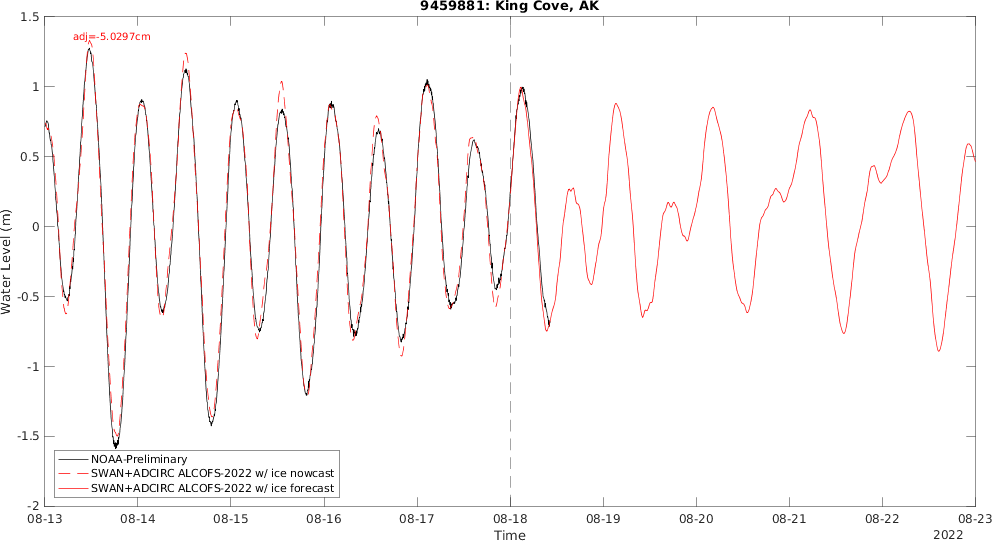 9459881: King Cove, AK
adj=-5.0297cm
1.5
1
0.5
0
-0.5
-1
-1.5
-2
Water Level (m)
NOAA-Preliminary
SWAN+ADCIRC ALCOFS-2022 w/ ice nowcast
SWAN+ADCIRC ALCOFS-2022 w/ ice forecast
08-13 08-14 08-15 08-16 08-17 08-18 08-19 08-20 08-21 08-22 08-23
Time
2022